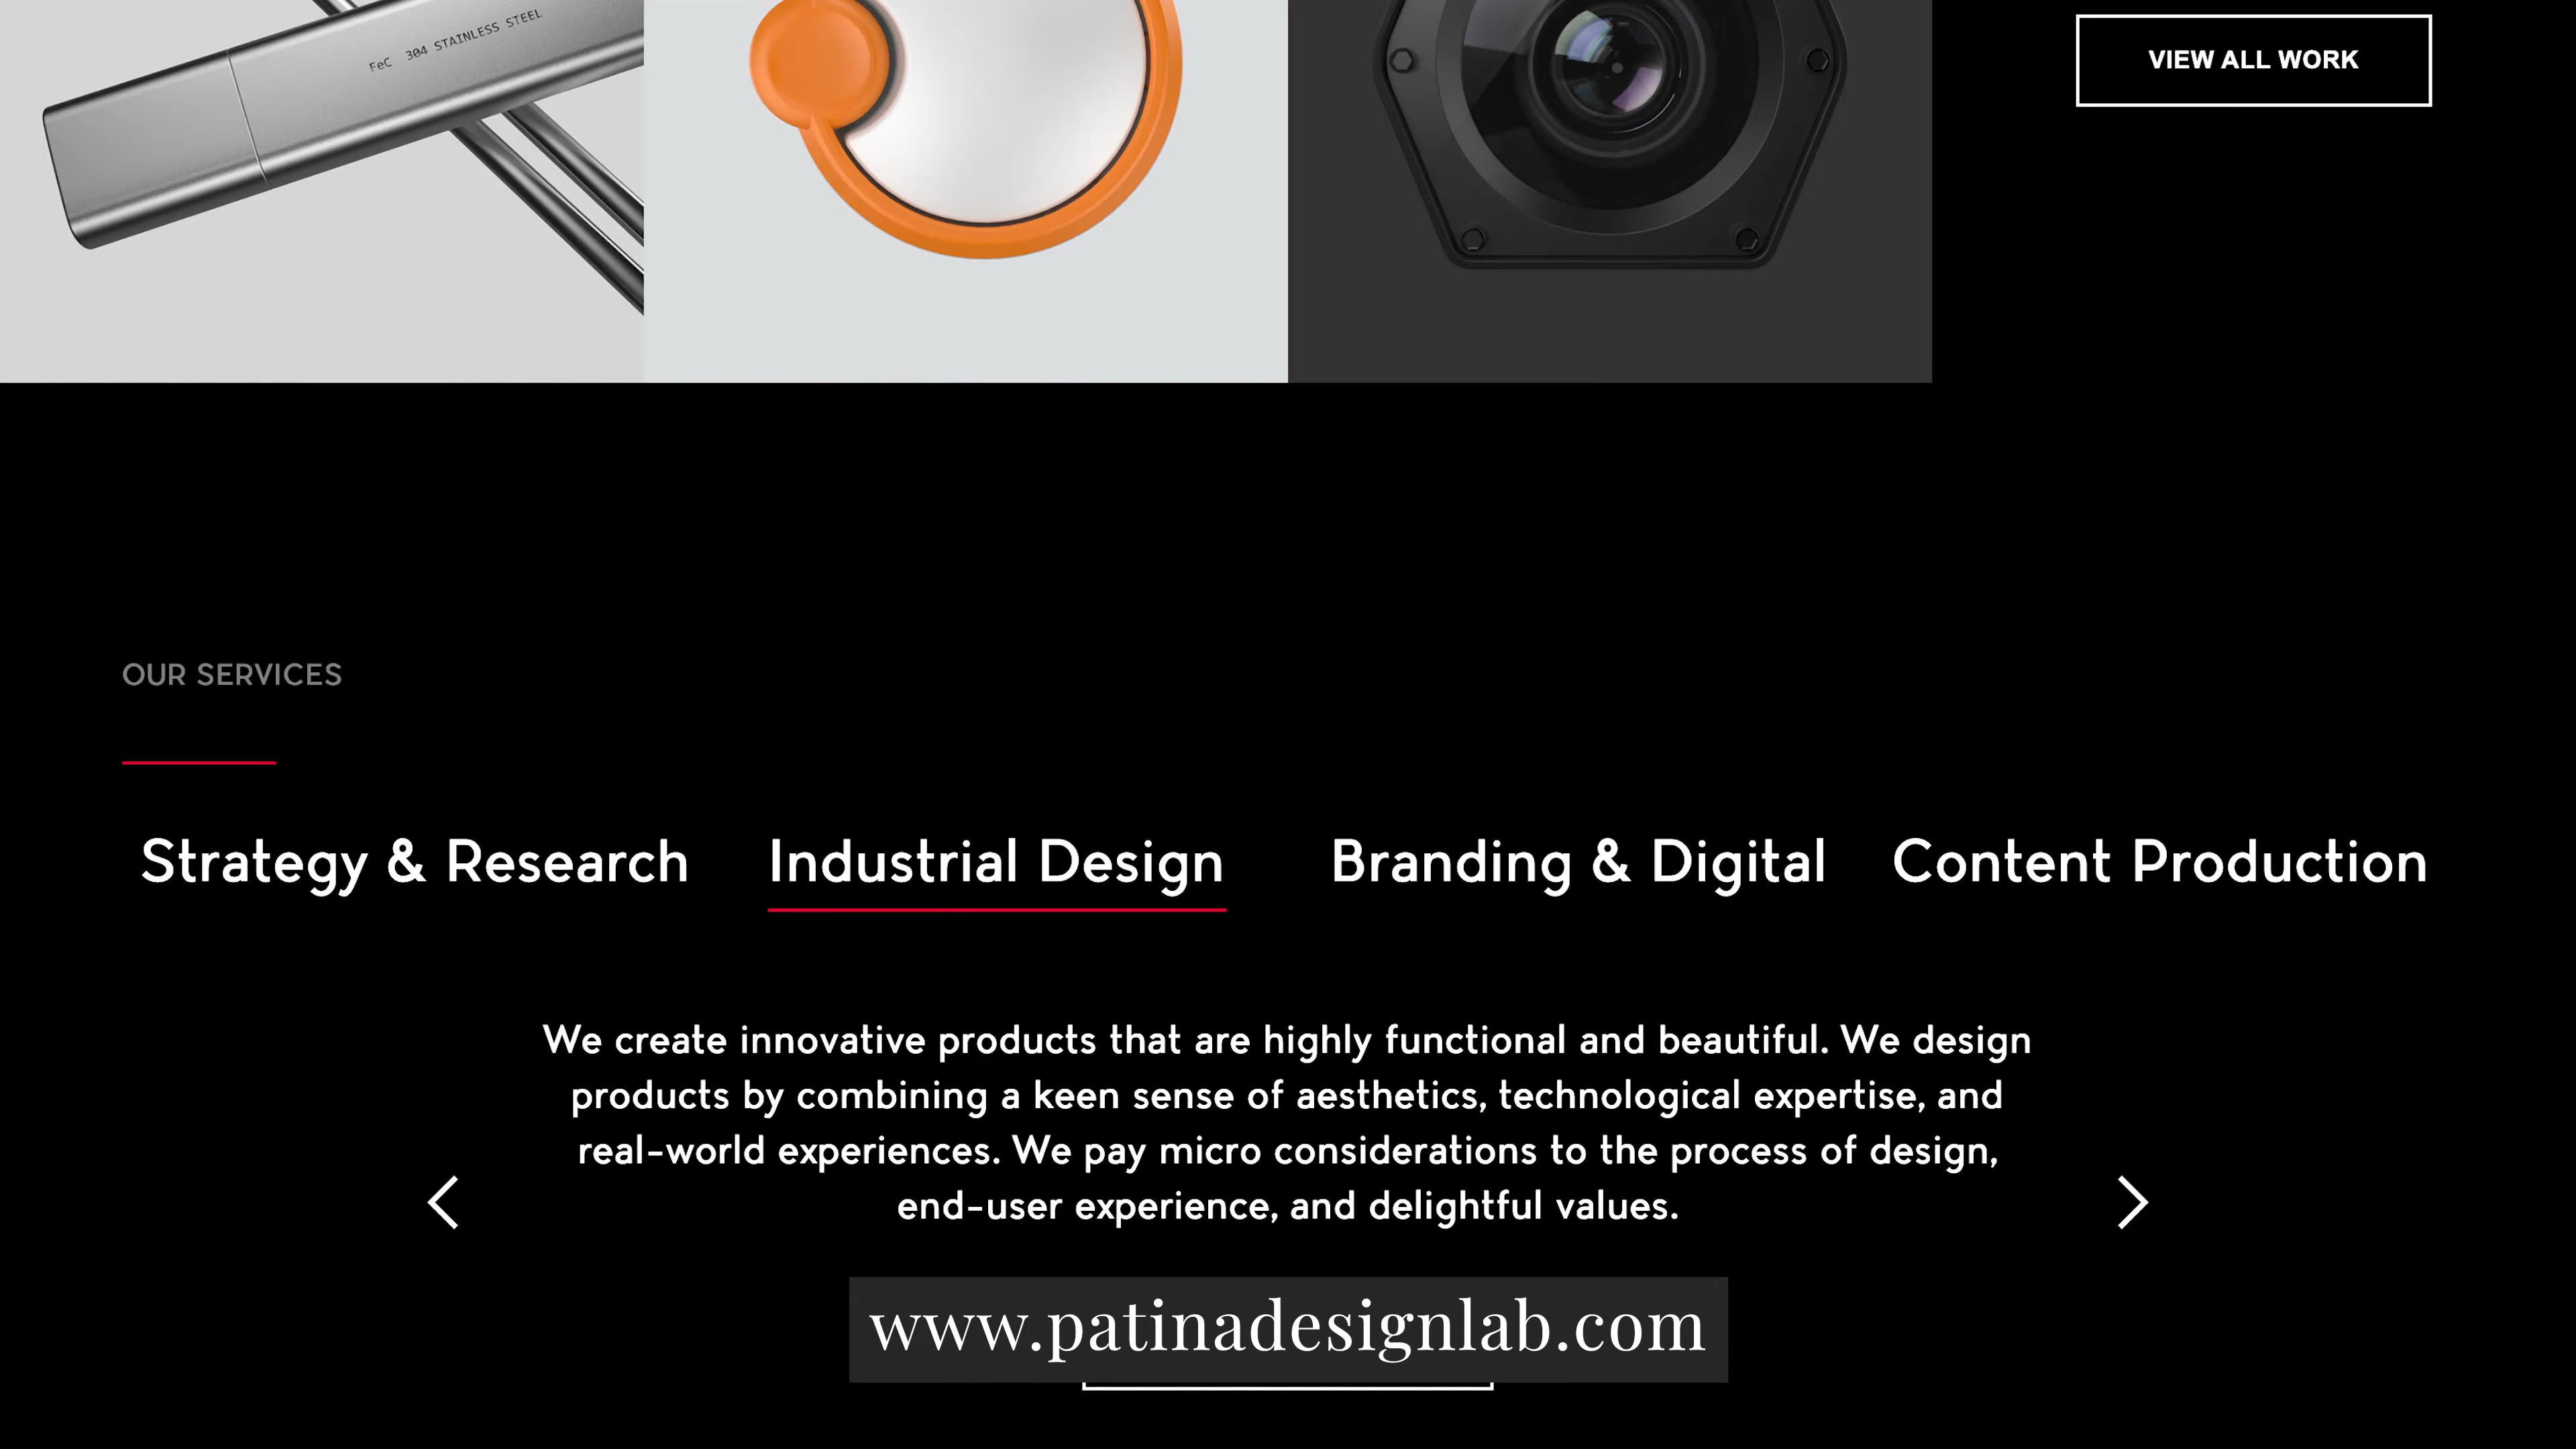 FeC 304 STAINLESS STEEL
VIEW ALL WORK
OUR SERVICES
Strategy & Research
Industrial Design
Branding & Digital
Content Production
We create innovative products that are highly functional and beautiful. We design
products by combining a keen sense of aesthetics, technological expertise, and
real-world experiences. We pay micro considerations to the process of design,
end-user experience, and delightful values.
www.patinadesignlab.com